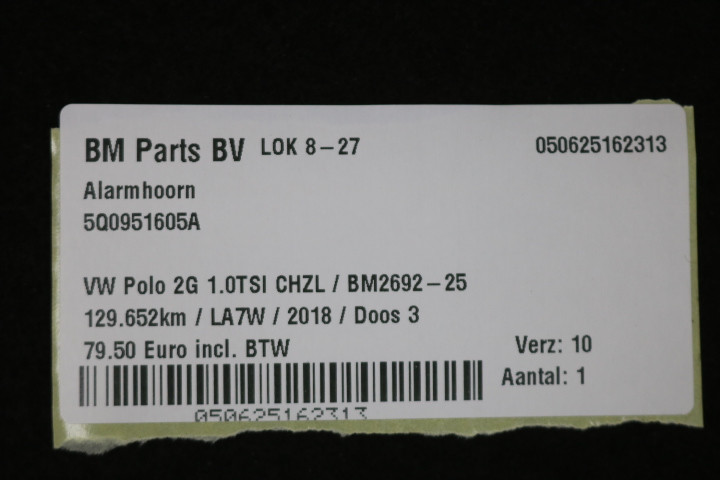 BM Parts BV LOK 8-27 050625162313
Alarmhoorn
5Q0951605A
VW Polo 2G 1.0TSI CHZL / BM2692-25
129.652km / LA7W / 2018 / Doos 3
79.50 Euro incl. BTW Verz: 10
Aantal: 1
050625162313